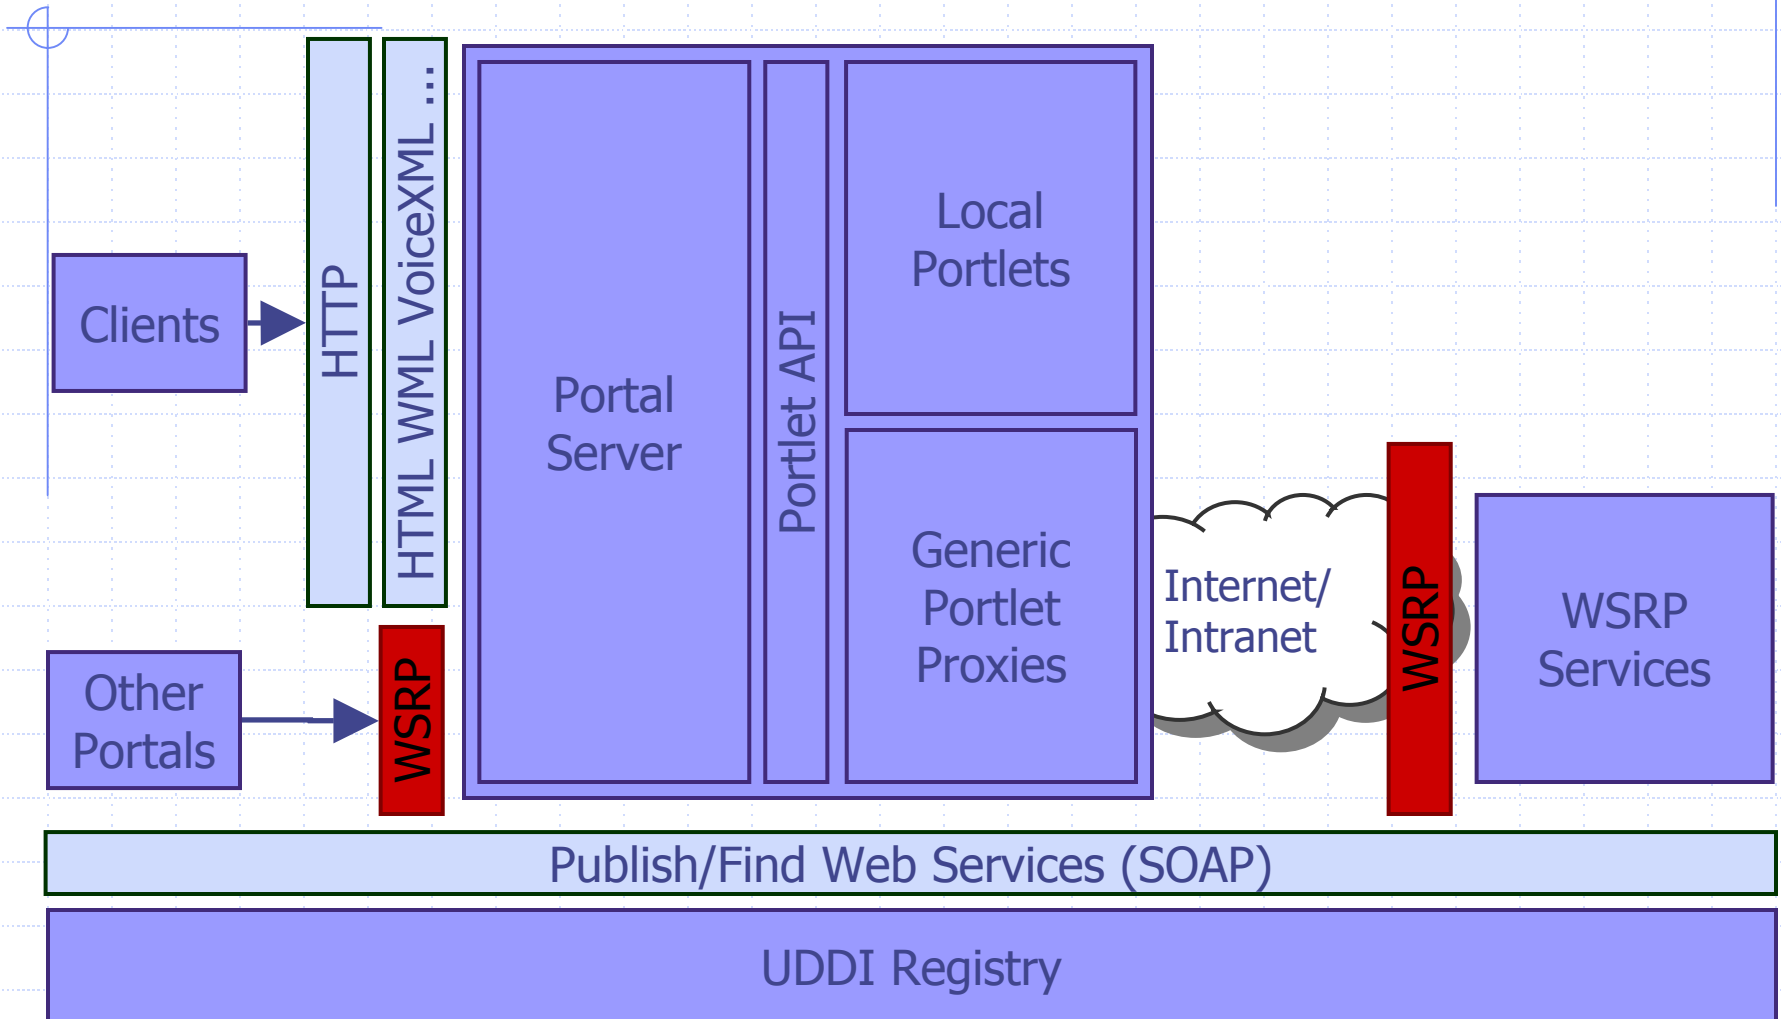 Clients
HTTP
HTML WML VoiceXML ...
Portal
Server
Portlet API
Local
Portlets
Generic
Portlet
Proxies
Internet/
Intranet
WSRP
WSRP
Services
Other
Portals
WSRP
Publish/Find Web Services (SOAP)
UDDI Registry